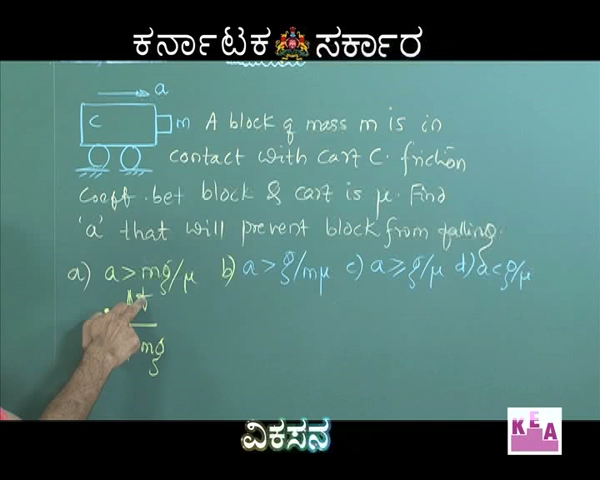 ಕರ್ನಾಟಕ ಸರ್ಕಾರ
a
C m A block of mass m is in
contact with cart C. friction
Coeff. bet block & cart is μ. Find
'a' that will prevent block from falling.
a) a > mg/μ b) a > g/mμ c) a ≥ g/μ d) a < g/μ
mg
ವಿಕಸನ
KEA